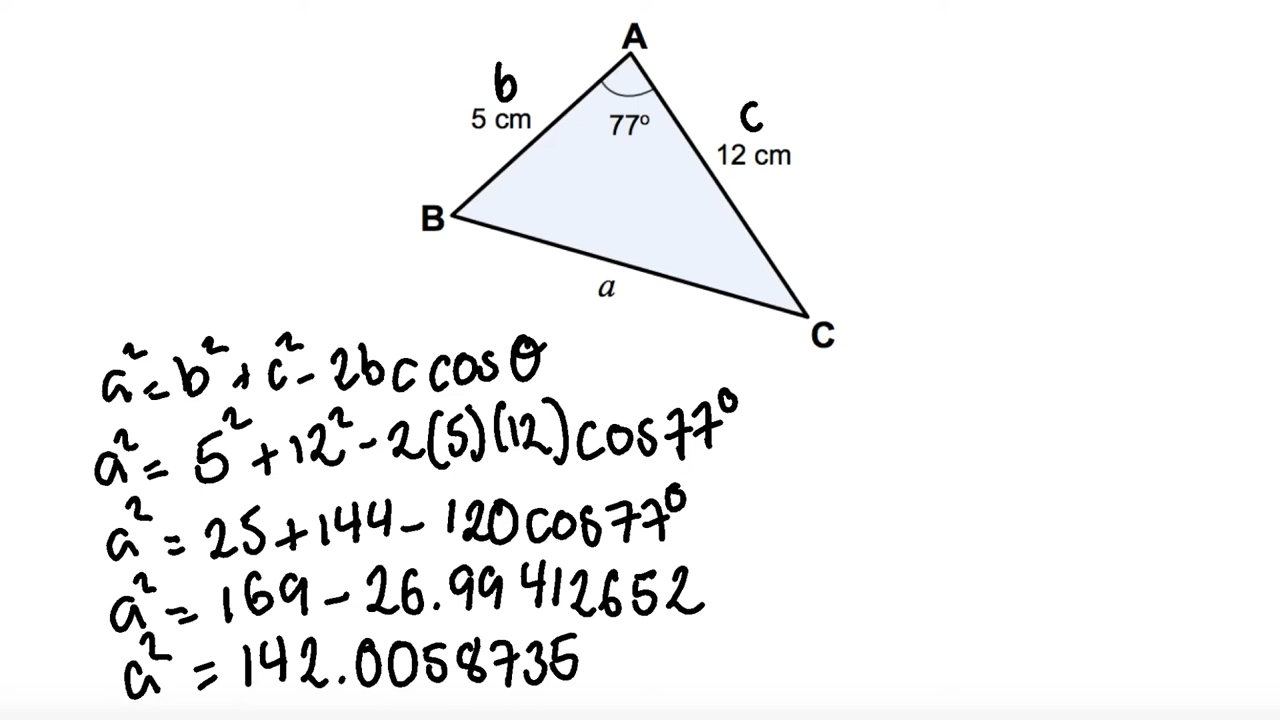 A
b
5 cm
77º
c
12 cm
B
a
C
a² = b² + c² - 2bc cos θ
a² = 5² + 12² - 2(5)(12) cos 77°
a² = 25 + 144 - 120 cos 77°
a² = 169 - 26.99412652
a² = 142.0058735